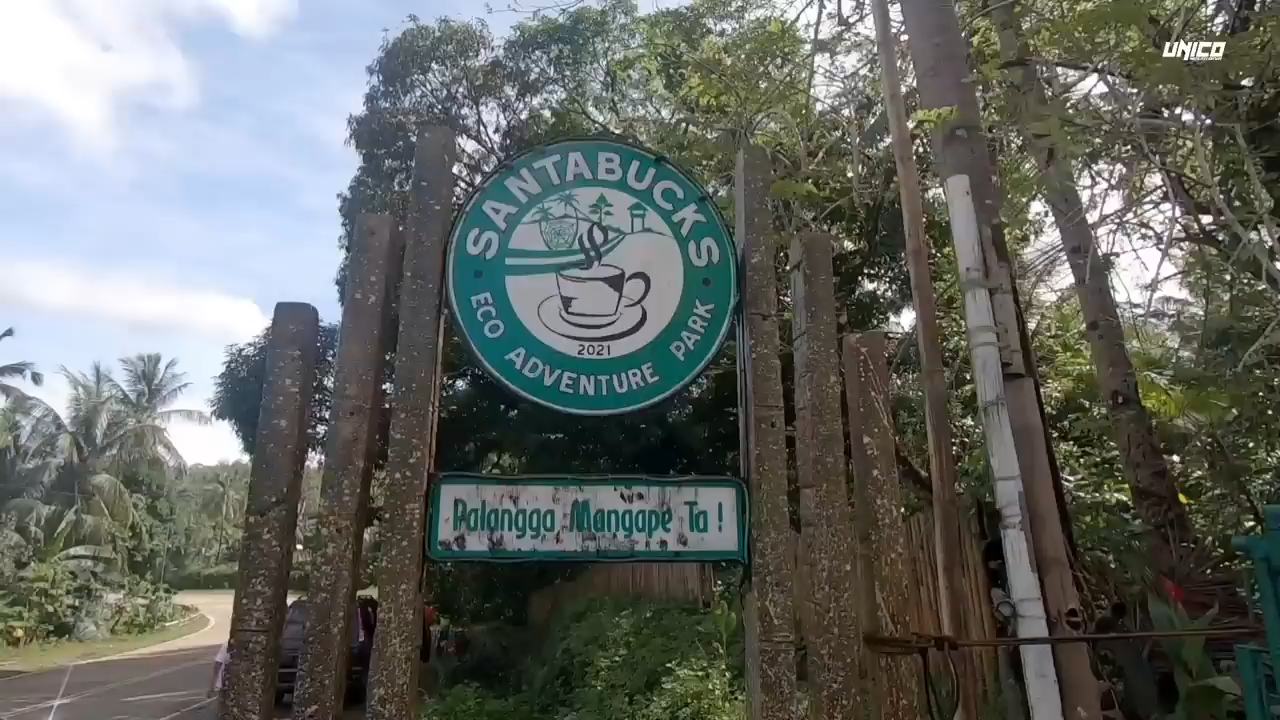 UNICO
SANTABUCKS
2021
ECO ADVENTURE PARK
Palangga, Mangape Ta !